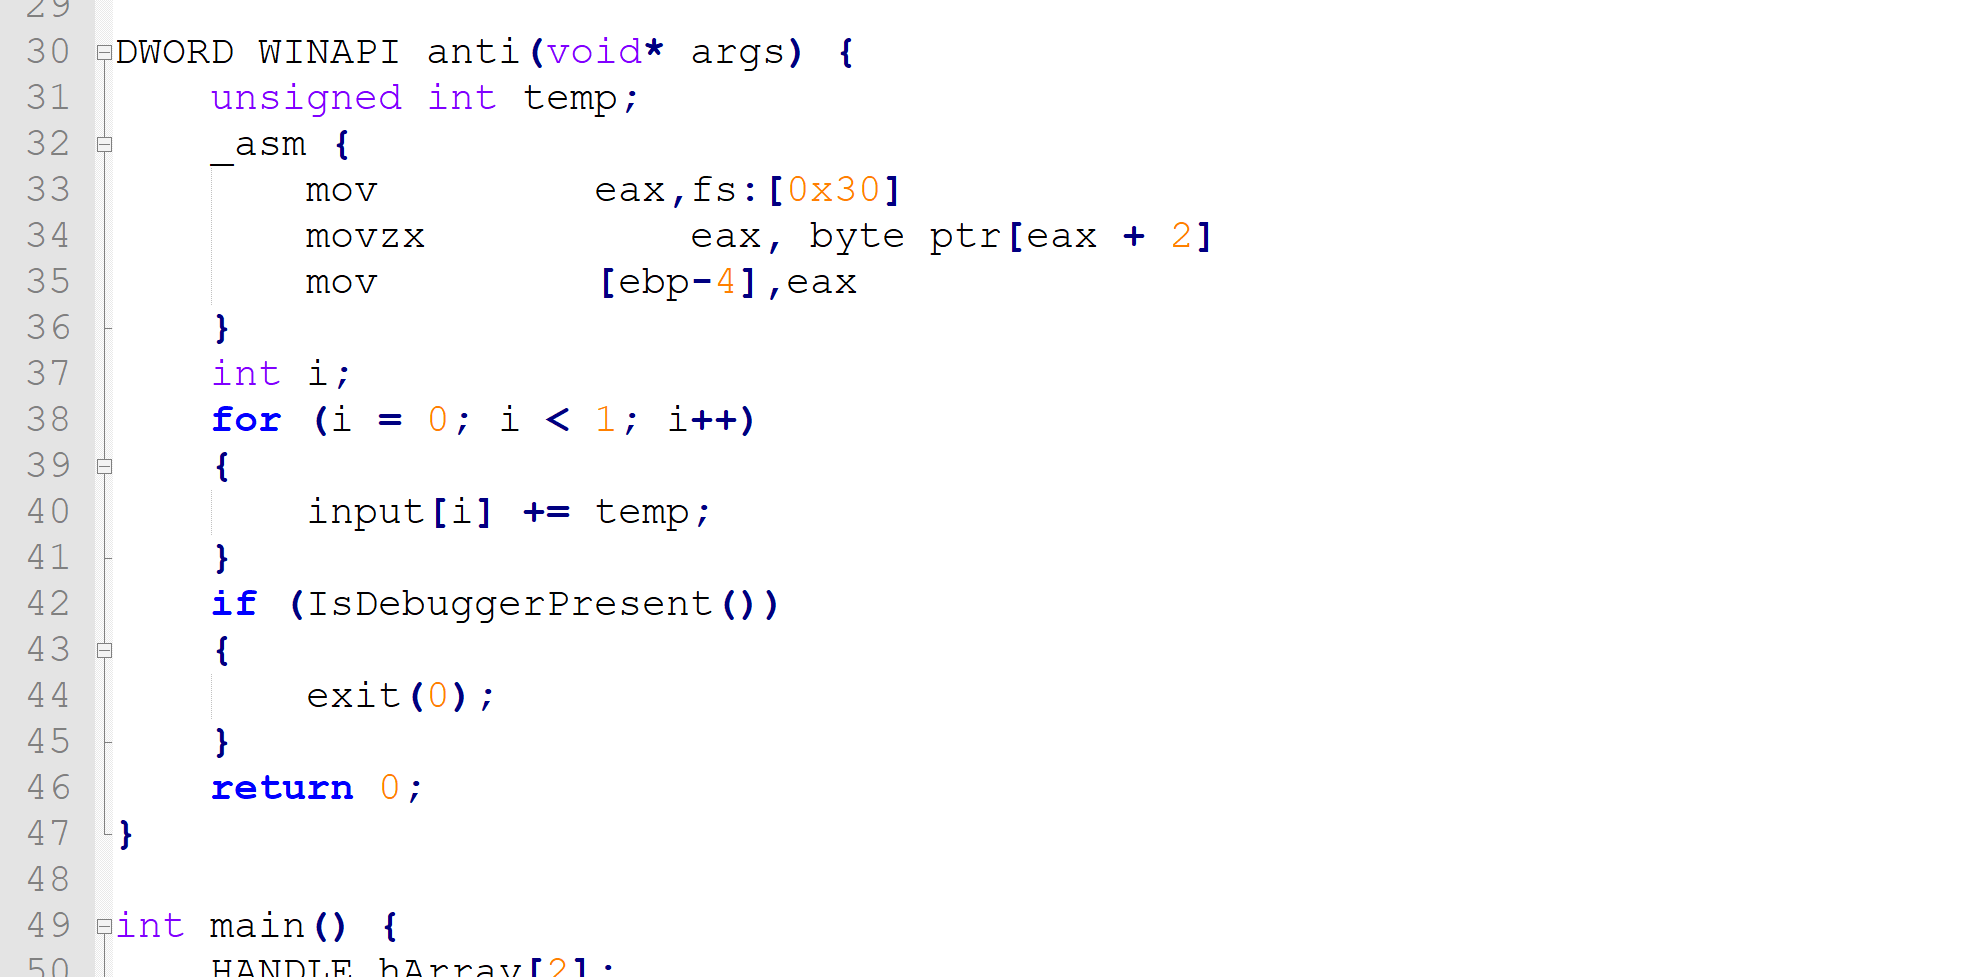 29
30 DWORD WINAPI anti(void* args) {
31     unsigned int temp;
32     _asm {
33         mov         eax,fs:[0x30]
34         movzx           eax, byte ptr[eax + 2]
35         mov         [ebp-4],eax
36     }
37     int i;
38     for (i = 0; i < 1; i++)
39     {
40         input[i] += temp;
41     }
42     if (IsDebuggerPresent())
43     {
44         exit(0);
45     }
46     return 0;
47 }
48
49 int main() {
50     HANDLE hArray[2];